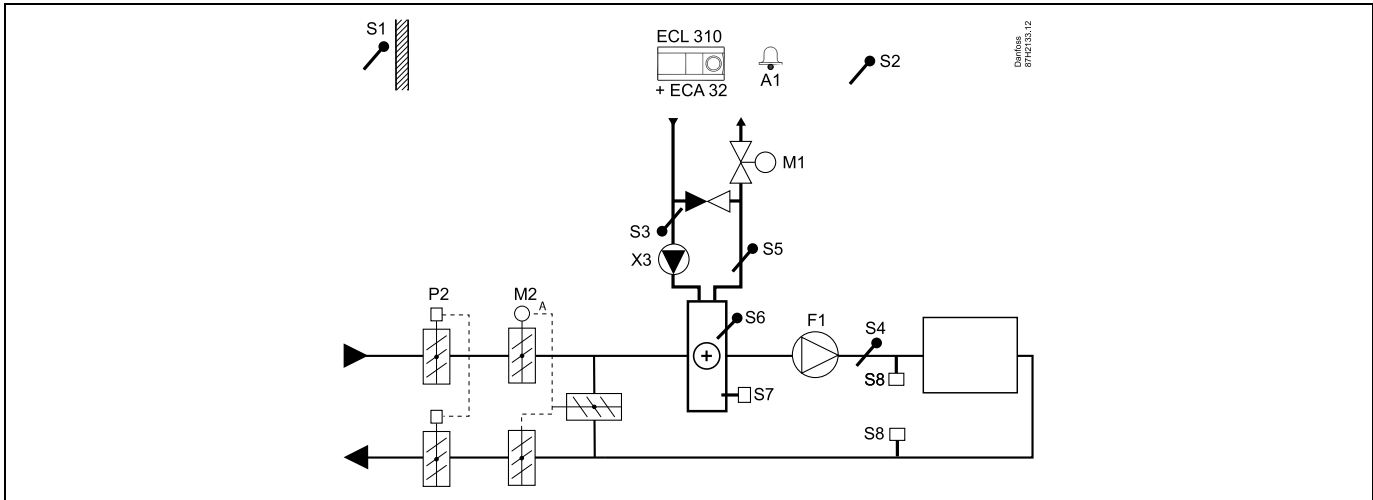 S1
ECL 310
+ ECA 32
A1
S2
Danfoss
87H2133.12
M1
S3
S5
X3
P2
M2
A
S6
F1
S4
+
S8
S7
S8